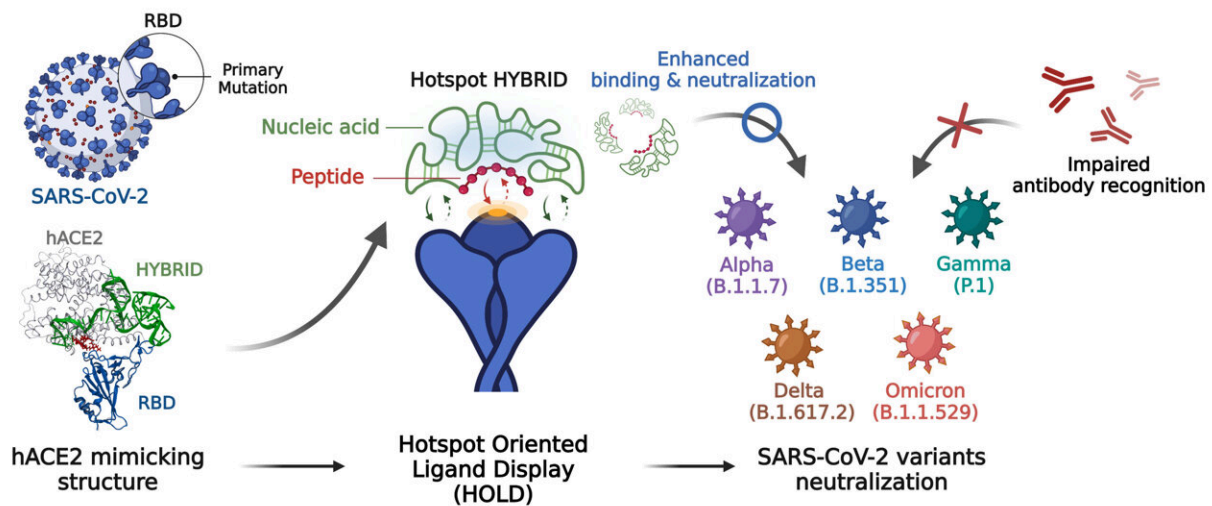 RBD
Primary
Mutation
SARS-CoV-2
hACE2
HYBRID
RBD
hACE2 mimicking
structure
Hotspot HYBRID
Nucleic acid
Peptide
Hotspot Oriented
Ligand Display
(HOLD)
Enhanced
binding & neutralization
Impaired
antibody recognition
Alpha
(B.1.1.7)
Beta
(B.1.351)
Gamma
(P.1)
Delta
(B.1.617.2)
Omicron
(B.1.1.529)
SARS-CoV-2 variants
neutralization